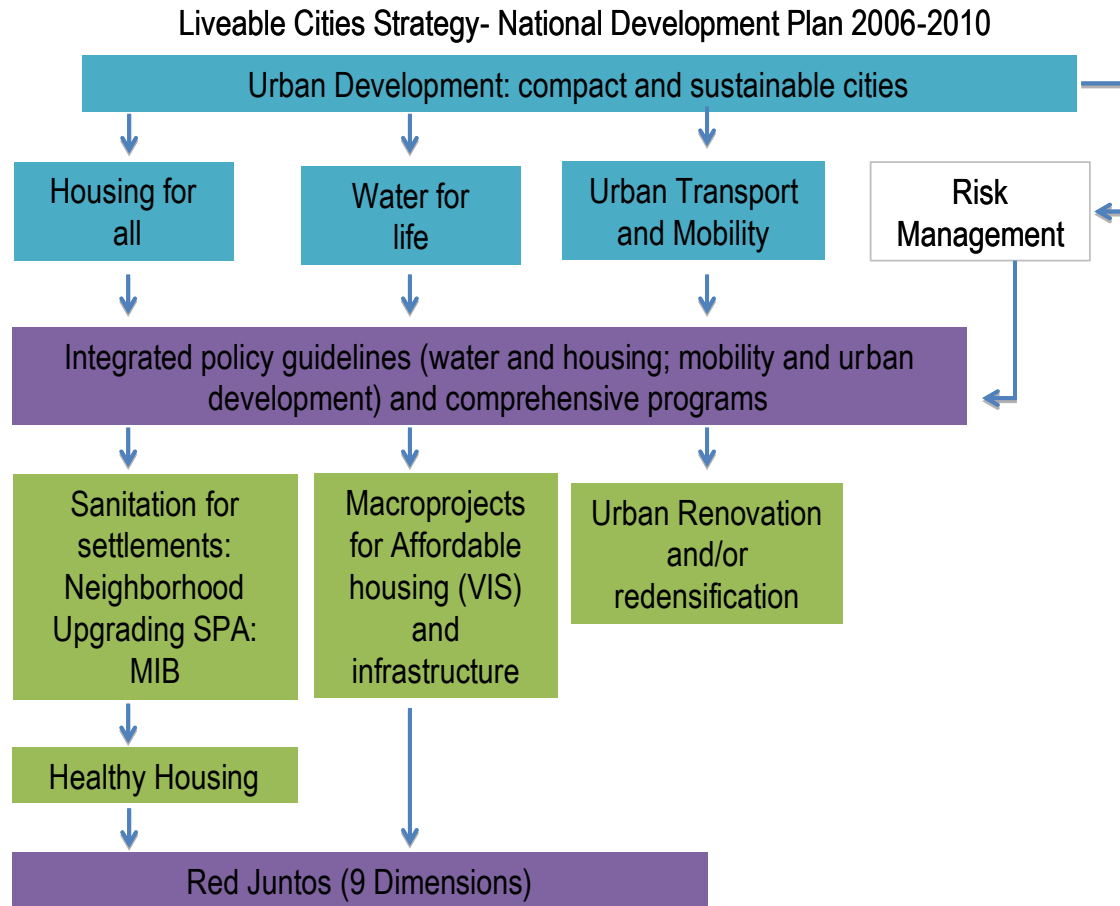 Liveable Cities Strategy- National Development Plan 2006-2010
Urban Development: compact and sustainable cities
Housing for
all
Water for
life
Urban Transport
and Mobility
Risk
Management
Integrated policy guidelines (water and housing; mobility and urban
development) and comprehensive programs
Sanitation for
settlements:
Neighborhood
Upgrading SPA:
MIB
Macroprojects
for Affordable
housing (VIS)
and
infrastructure
Urban Renovation
and/or
redensification
Healthy Housing
Red Juntos (9 Dimensions)